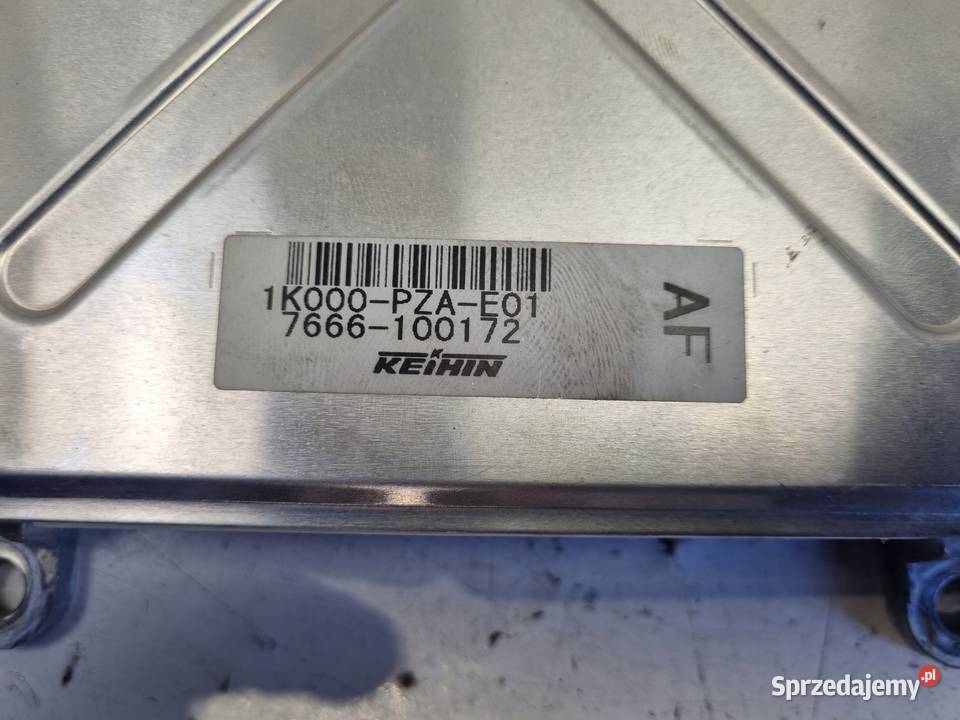 1K000-PZA-E01
7666-100172
KEIHIN
AF
Sprzedajemy.pl